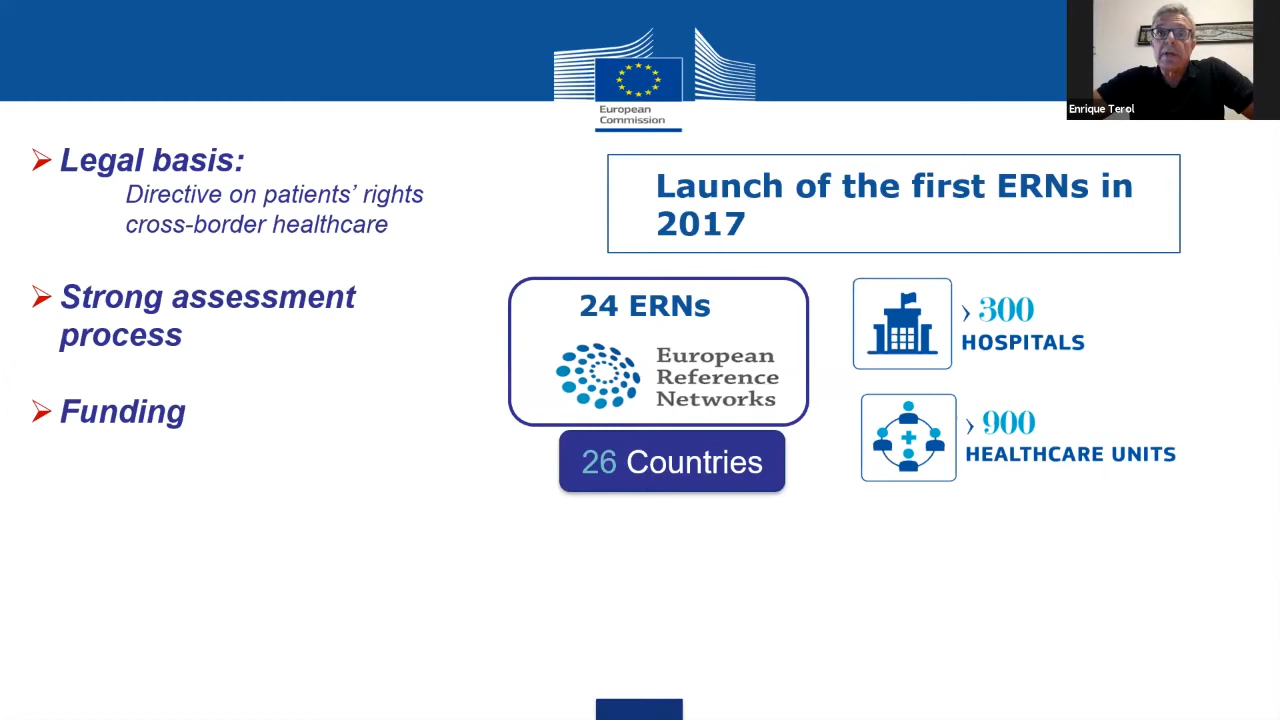 European
Commission
Enrique Terol
➢ Legal basis:
Directive on patients’ rights
cross-border healthcare
➢ Strong assessment
process
➢ Funding
Launch of the first ERNs in
2017
24 ERNs
European
Reference
Networks
26 Countries
› 300
HOSPITALS
› 900
HEALTHCARE UNITS